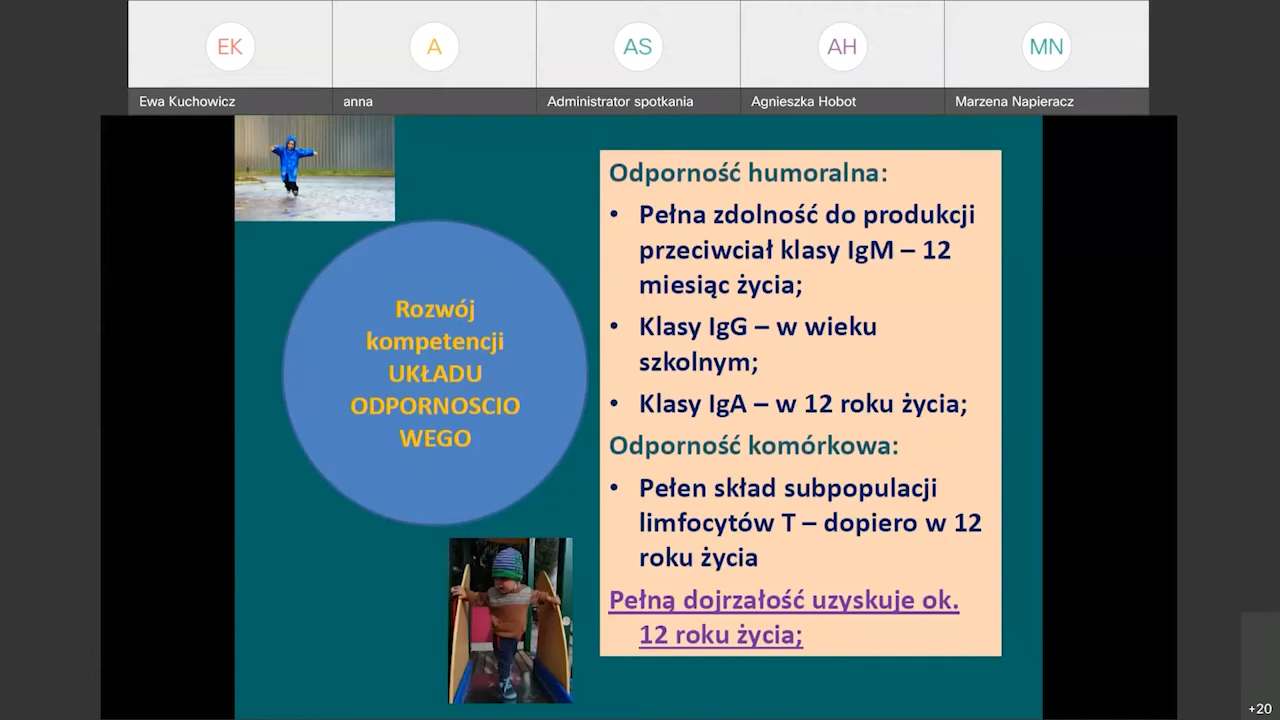 EK
A
AS
AH
MN
Ewa Kuchowicz
anna
Administrator spotkania
Agnieszka Hobot
Marzena Napieracz
Rozwój
kompetencji
UKŁADU
ODPORNOSCIO
WEGO
Odporność humoralna:
• Pełna zdolność do produkcji
przeciwciał klasy IgM – 12
miesiąc życia;
• Klasy IgG – w wieku
szkolnym;
• Klasy IgA – w 12 roku życia;
Odporność komórkowa:
• Pełen skład subpopulacji
limfocytów T – dopiero w 12
roku życia
Pełną dojrzałość uzyskuje ok.
12 roku życia;
+20